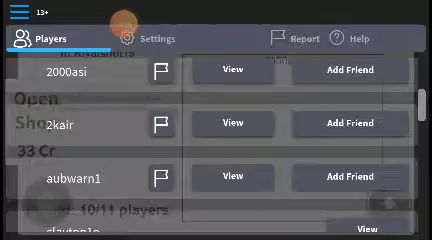 13+
Players Settings Report Help
2000asi View Add Friend
Open
2kair View Add Friend
33 Cr
aubwarn1 View Add Friend
10/11 players
View